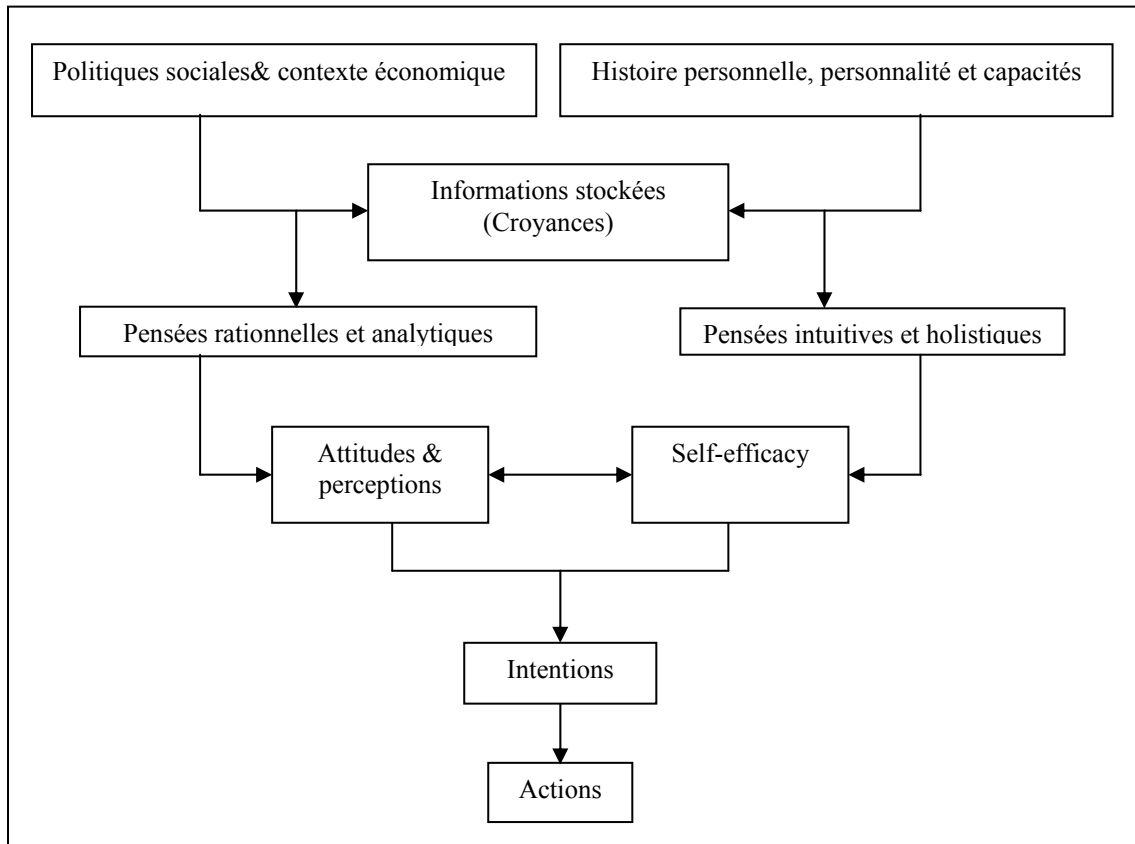 Politiques sociales& contexte économique
Histoire personnelle, personnalité et capacités
Informations stockées
(Croyances)
Pensées rationnelles et analytiques
Pensées intuitives et holistiques
Attitudes &
perceptions
Self-efficacy
Intentions
Actions